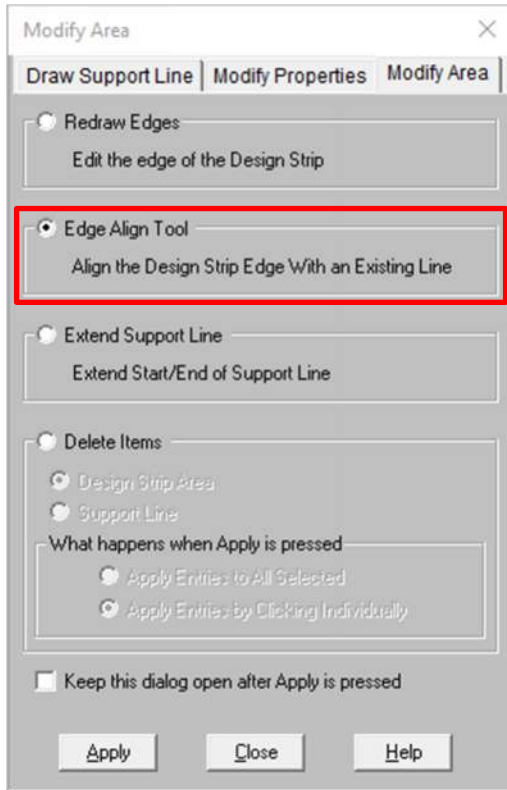 Modify Area
Draw Support Line
Modify Properties
Modify Area
Redraw Edges
Edit the edge of the Design Strip
Edge Align Tool
Align the Design Strip Edge With an Existing Line
Extend Support Line
Extend Start/End of Support Line
Delete Items
Design Strip Area
Support Line
What happens when Apply is pressed
Apply Entries to All Selected
Apply Entries by Clicking Individually
Keep this dialog open after Apply is pressed
Apply
Close
Help